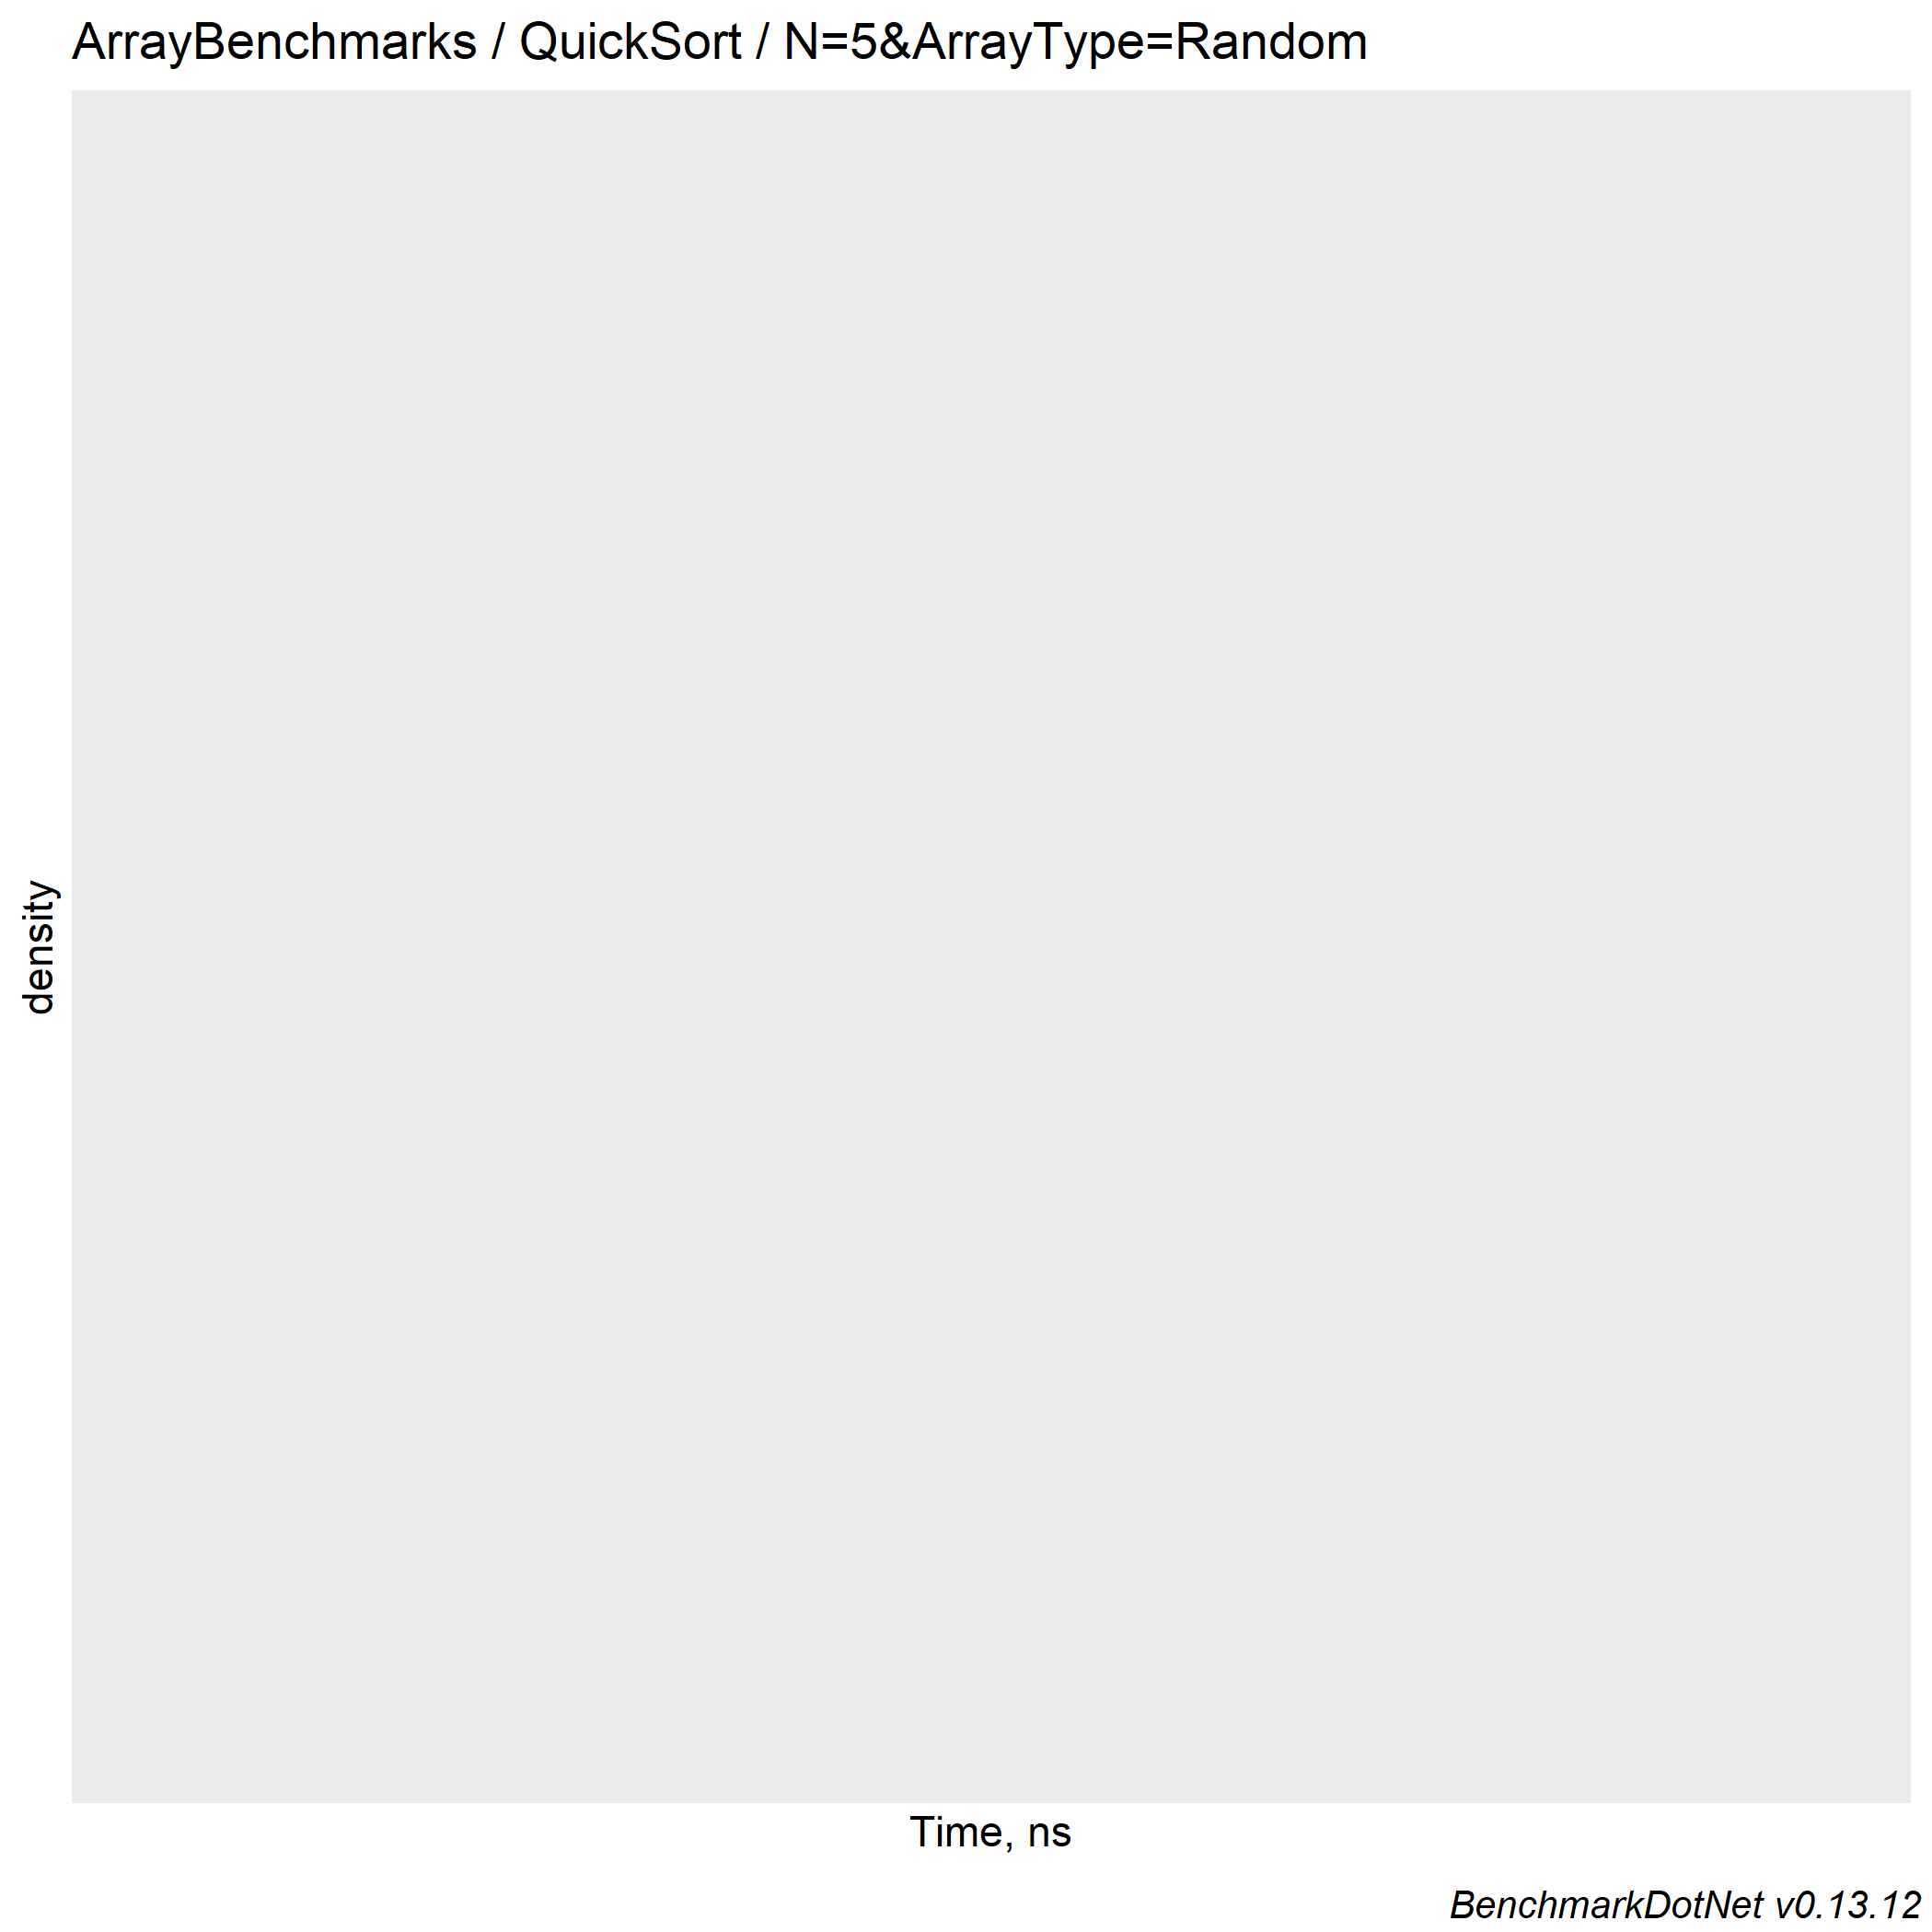 ArrayBenchmarks / QuickSort / N=5&ArrayType=Random
density
Time, ns
BenchmarkDotNet v0.13.12